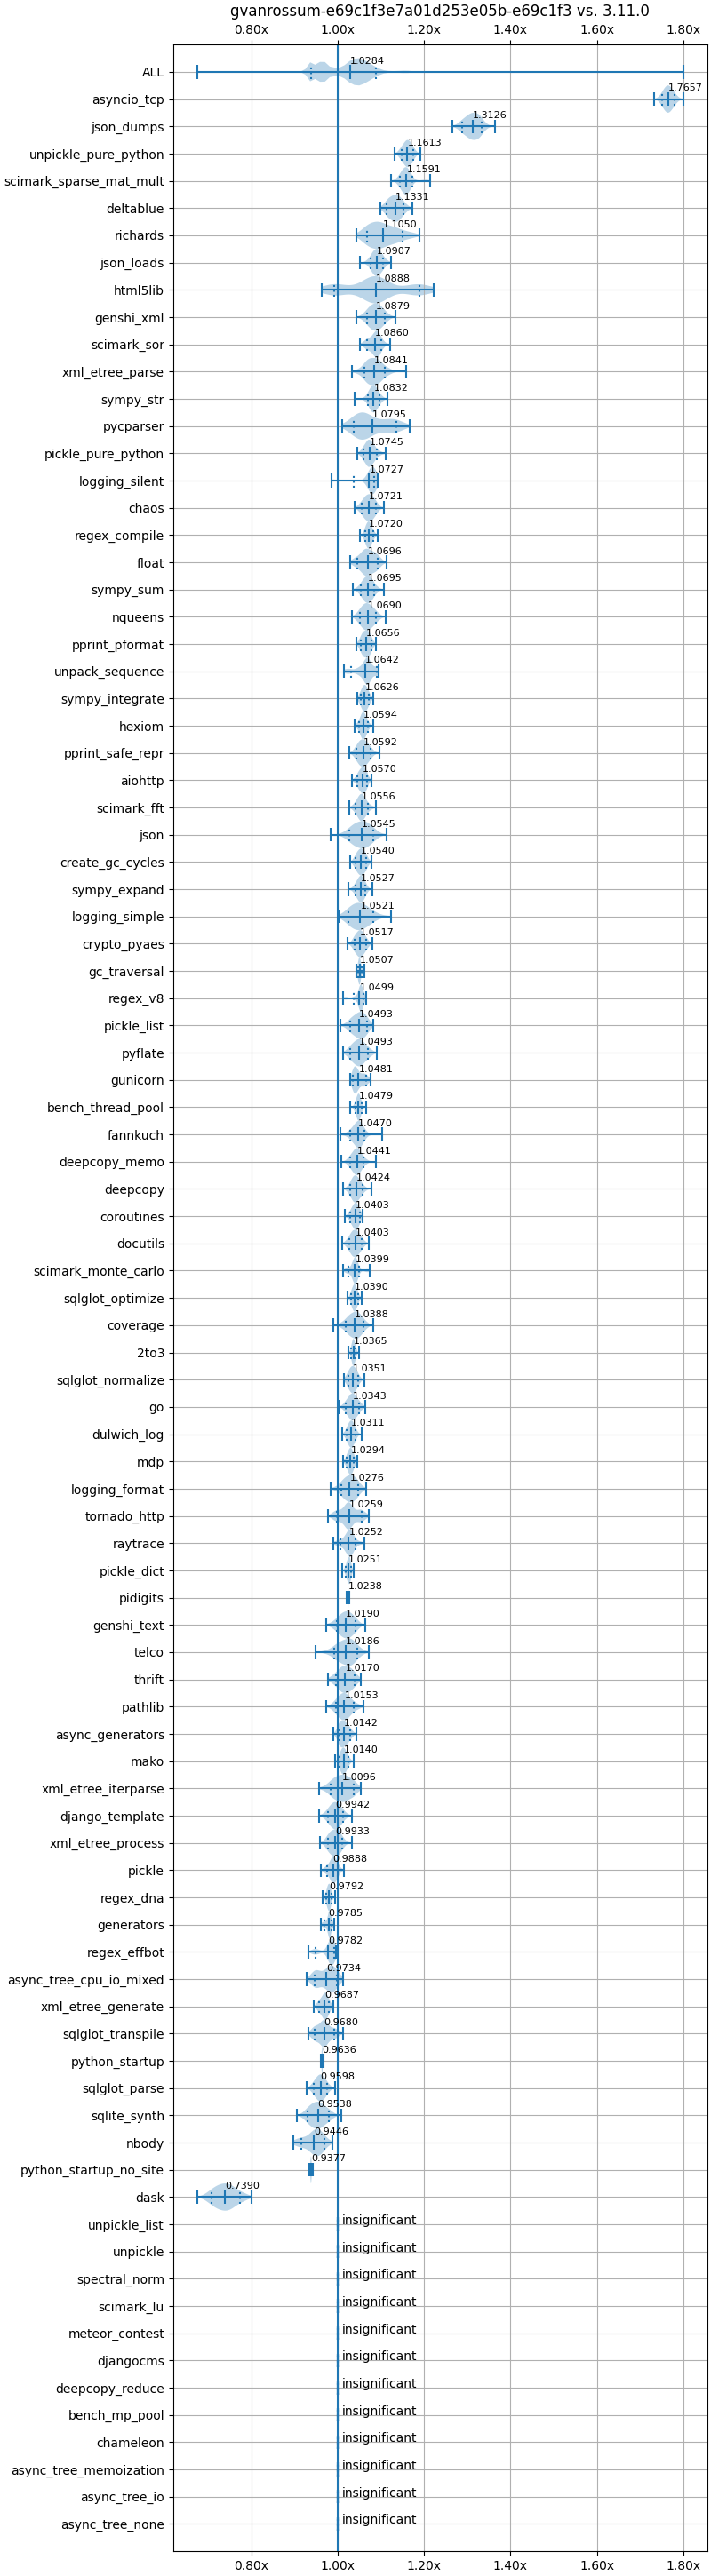 gvanrossum-e69c1f3e7a01d253e05b-e69c1f3 vs. 3.11.0
0.80x 1.00x 1.20x 1.40x 1.60x 1.80x
ALL 1.0284
asyncio_tcp 1.7657
json_dumps 1.3126
unpickle_pure_python 1.1613
scimark_sparse_mat_mult 1.1591
deltablue 1.1331
richards 1.1050
json_loads 1.0907
html5lib 1.0888
genshi_xml 1.0879
scimark_sor 1.0860
xml_etree_parse 1.0841
sympy_str 1.0832
pycparser 1.0795
pickle_pure_python 1.0745
logging_silent 1.0727
chaos 1.0721
regex_compile 1.0720
float 1.0696
sympy_sum 1.0695
nqueens 1.0690
pprint_pformat 1.0656
unpack_sequence 1.0642
sympy_integrate 1.0626
hexiom 1.0594
pprint_safe_repr 1.0592
aiohttp 1.0570
scimark_fft 1.0556
json 1.0545
create_gc_cycles 1.0540
sympy_expand 1.0527
logging_simple 1.0521
crypto_pyaes 1.0517
gc_traversal 1.0507
regex_v8 1.0499
pickle_list 1.0493
pyflate 1.0493
gunicorn 1.0481
bench_thread_pool 1.0479
fannkuch 1.0470
deepcopy_memo 1.0441
deepcopy 1.0424
coroutines 1.0403
docutils 1.0403
scimark_monte_carlo 1.0399
sqlglot_optimize 1.0390
coverage 1.0388
2to3 1.0365
sqlglot_normalize 1.0351
go 1.0343
dulwich_log 1.0311
mdp 1.0294
logging_format 1.0276
tornado_http 1.0259
raytrace 1.0252
pickle_dict 1.0251
pidigits 1.0238
genshi_text 1.0190
telco 1.0186
thrift 1.0170
pathlib 1.0153
async_generators 1.0142
mako 1.0140
xml_etree_iterparse 1.0096
django_template 0.9942
xml_etree_process 0.9933
pickle 0.9888
regex_dna 0.9792
generators 0.9785
regex_effbot 0.9782
async_tree_cpu_io_mixed 0.9734
xml_etree_generate 0.9687
sqlglot_transpile 0.9680
python_startup 0.9636
sqlglot_parse 0.9598
sqlite_synth 0.9538
nbody 0.9446
python_startup_no_site 0.9377
dask 0.7390
unpickle_list insignificant
unpickle insignificant
spectral_norm insignificant
scimark_lu insignificant
meteor_contest insignificant
djangocms insignificant
deepcopy_reduce insignificant
bench_mp_pool insignificant
chameleon insignificant
async_tree_memoization insignificant
async_tree_io insignificant
async_tree_none insignificant
0.80x 1.00x 1.20x 1.40x 1.60x 1.80x